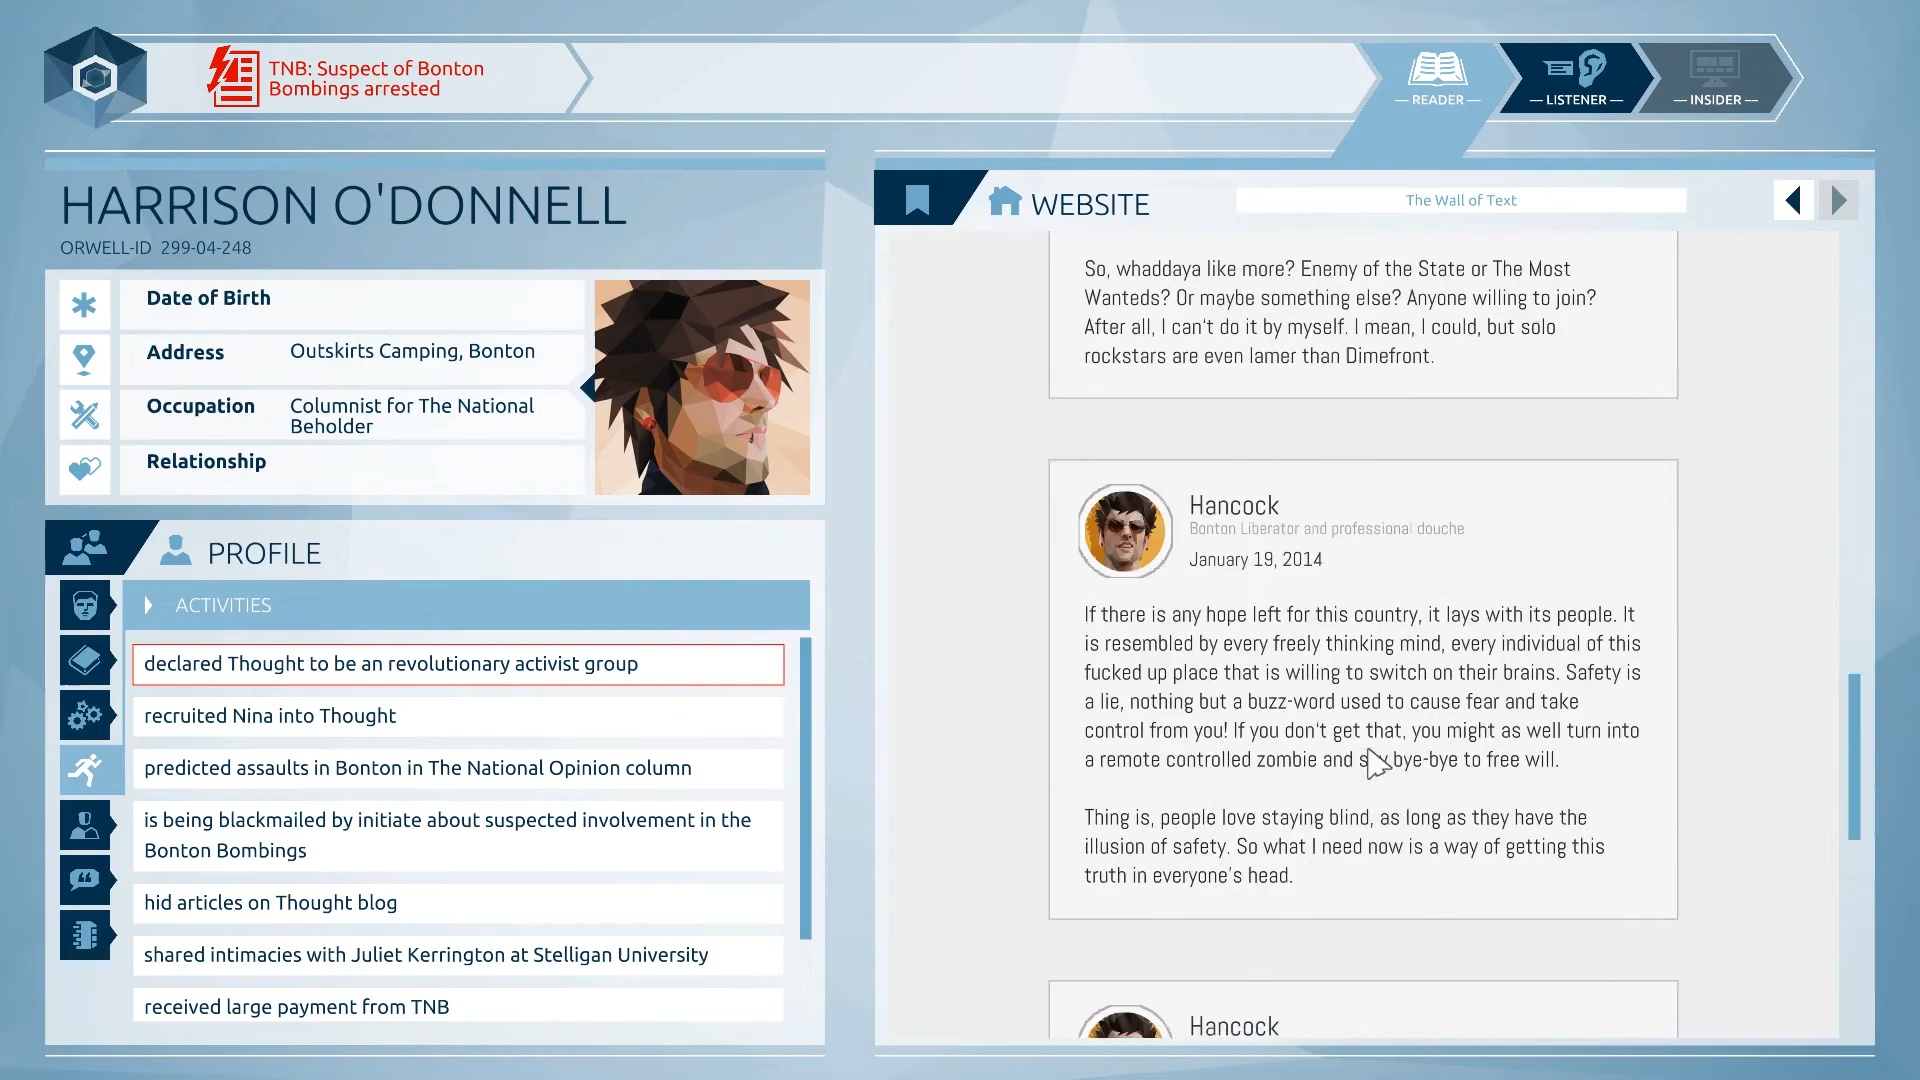 TNB: Suspect of Bonton
Bombings arrested
— READER —
— LISTENER —
— INSIDER —
HARRISON O'DONNELL
ORWELL-ID 299-04-248
Date of Birth
Address Outskirts Camping, Bonton
Occupation Columnist for The National
Beholder
Relationship
PROFILE
ACTIVITIES
declared Thought to be an revolutionary activist group
recruited Nina into Thought
predicted assaults in Bonton in The National Opinion column
is being blackmailed by initiate about suspected involvement in the
Bonton Bombings
hid articles on Thought blog
shared intimacies with Juliet Kerrington at Stelligan University
received large payment from TNB
WEBSITE
The Wall of Text
So, whaddaya like more? Enemy of the State or The Most
Wanteds? Or maybe something else? Anyone willing to join?
After all, I can't do it by myself. I mean, I could, but solo
rockstars are even lamer than Dimefront.
Hancock
Bonton Liberator and professional douche
January 19, 2014
If there is any hope left for this country, it lays with its people. It
is resembled by every freely thinking mind, every individual of this
fucked up place that is willing to switch on their brains. Safety is
a lie, nothing but a buzz-word used to cause fear and take
control from you! If you don't get that, you might as well turn into
a remote controlled zombie and bye-bye to free will.
Thing is, people love staying blind, as long as they have the
illusion of safety. So what I need now is a way of getting this
truth in everyone's head.
Hancock